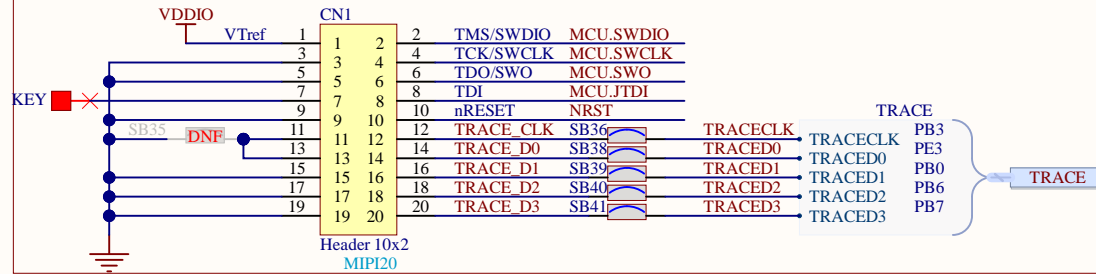 VDDIO CN1
VTref 1 1 2 2 TMS/SWDIO MCU.SWDIO
3 3 4 4 TCK/SWCLK MCU.SWCLK
5 5 6 6 TDO/SWO MCU.SWO
KEY 7 7 8 8 TDI MCU.JTDI
9 9 10 10 nRESET NRST TRACE
SB35 DNF 11 11 12 12 TRACE_CLK SB36 TRACECLK TRACECLK PB3
13 13 14 14 TRACE_D0 SB38 TRACED0 TRACED0 PE3
15 15 16 16 TRACE_D1 SB39 TRACED1 TRACED1 PB0 TRACE
17 17 18 18 TRACE_D2 SB40 TRACED2 TRACED2 PB6
19 19 20 20 TRACE_D3 SB41 TRACED3 TRACED3 PB7
Header 10x2
MIPI20